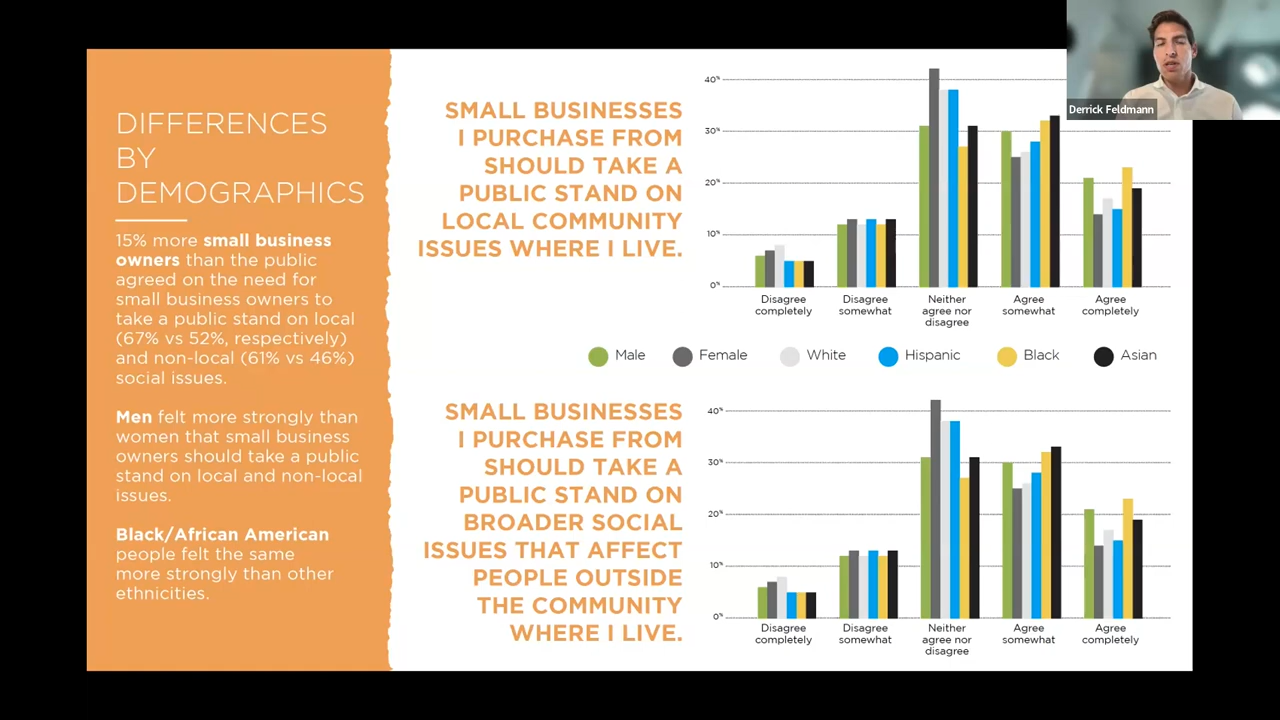 DIFFERENCES
BY
DEMOGRAPHICS
15% more small business
owners than the public
agreed on the need for
small business owners to
take a public stand on local
(67% vs 52%, respectively)
and non-local (61% vs 46%)
social issues.
Men felt more strongly than
women that small business
owners should take a public
stand on local and non-local
issues.
Black/African American
people felt the same
more strongly than other
ethnicities.
SMALL BUSINESSES
I PURCHASE FROM
SHOULD TAKE A
PUBLIC STAND ON
LOCAL COMMUNITY
ISSUES WHERE I LIVE.
40%
30%
20%
10%
0%
Disagree
completely
Disagree
somewhat
Neither
agree nor
disagree
Agree
somewhat
Agree
completely
Derrick Feldmann
Male
Female
White
Hispanic
Black
Asian
SMALL BUSINESSES
I PURCHASE FROM
SHOULD TAKE A
PUBLIC STAND ON
BROADER SOCIAL
ISSUES THAT AFFECT
PEOPLE OUTSIDE
THE COMMUNITY
WHERE I LIVE.
40%
30%
20%
10%
0%
Disagree
completely
Disagree
somewhat
Neither
agree nor
disagree
Agree
somewhat
Agree
completely